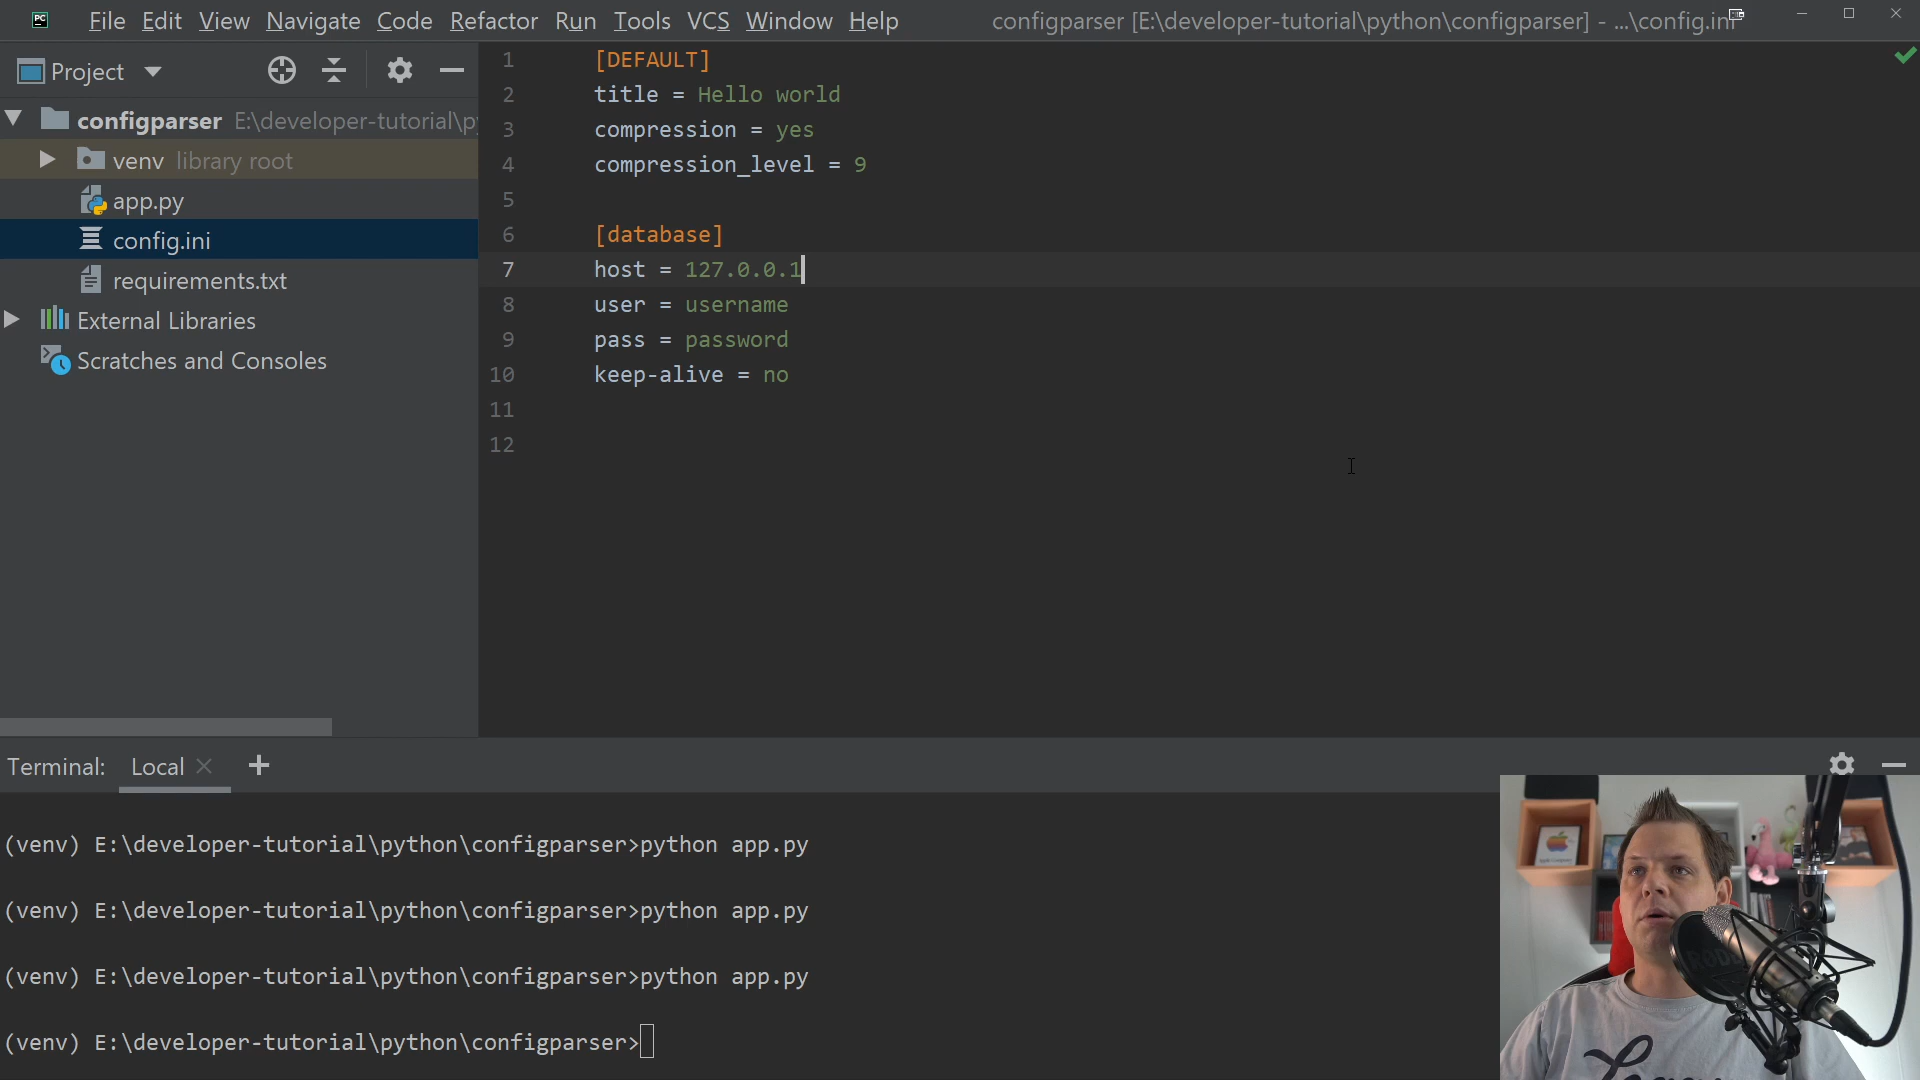 PC File Edit View Navigate Code Refactor Run Tools VCS Window Help configparser [E:\developer-tutorial\python\configparser] - ...\config.ini
Project
configparser E:\developer-tutorial\p
venv library root
app.py
config.ini
requirements.txt
External Libraries
Scratches and Consoles
1 [DEFAULT]
2 title = Hello world
3 compression = yes
4 compression_level = 9
5
6 [database]
7 host = 127.0.0.1
8 user = username
9 pass = password
10 keep-alive = no
11
12
Terminal: Local
(venv) E:\developer-tutorial\python\configparser>python app.py
(venv) E:\developer-tutorial\python\configparser>python app.py
(venv) E:\developer-tutorial\python\configparser>python app.py
(venv) E:\developer-tutorial\python\configparser>